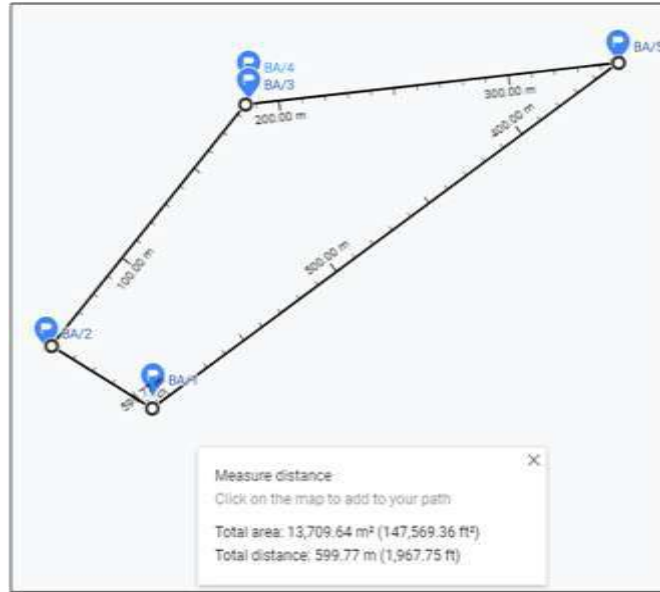 BA/5
BA/4
BA/3
300.00 m
200.00 m
400.00 m
100.00 m
500.00 m
BA/2
BA/1
Measure distance
Click on the map to add to your path
Total area: 13,709.64 m² (147,569.36 ft²)
Total distance: 599.77 m (1,967.75 ft)